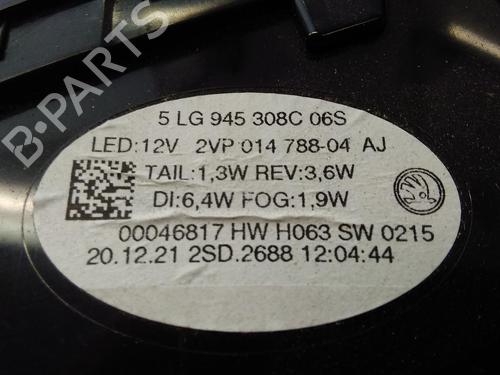 5 LG 945 308C 06S
LED:12V 2VP 014 788-04 AJ
TAIL:1,3W REV:3,6W
DI:6,4W FOG:1,9W
00046817 HW H063 SW 0215
20.12.21 2SD.2688 12:04:44